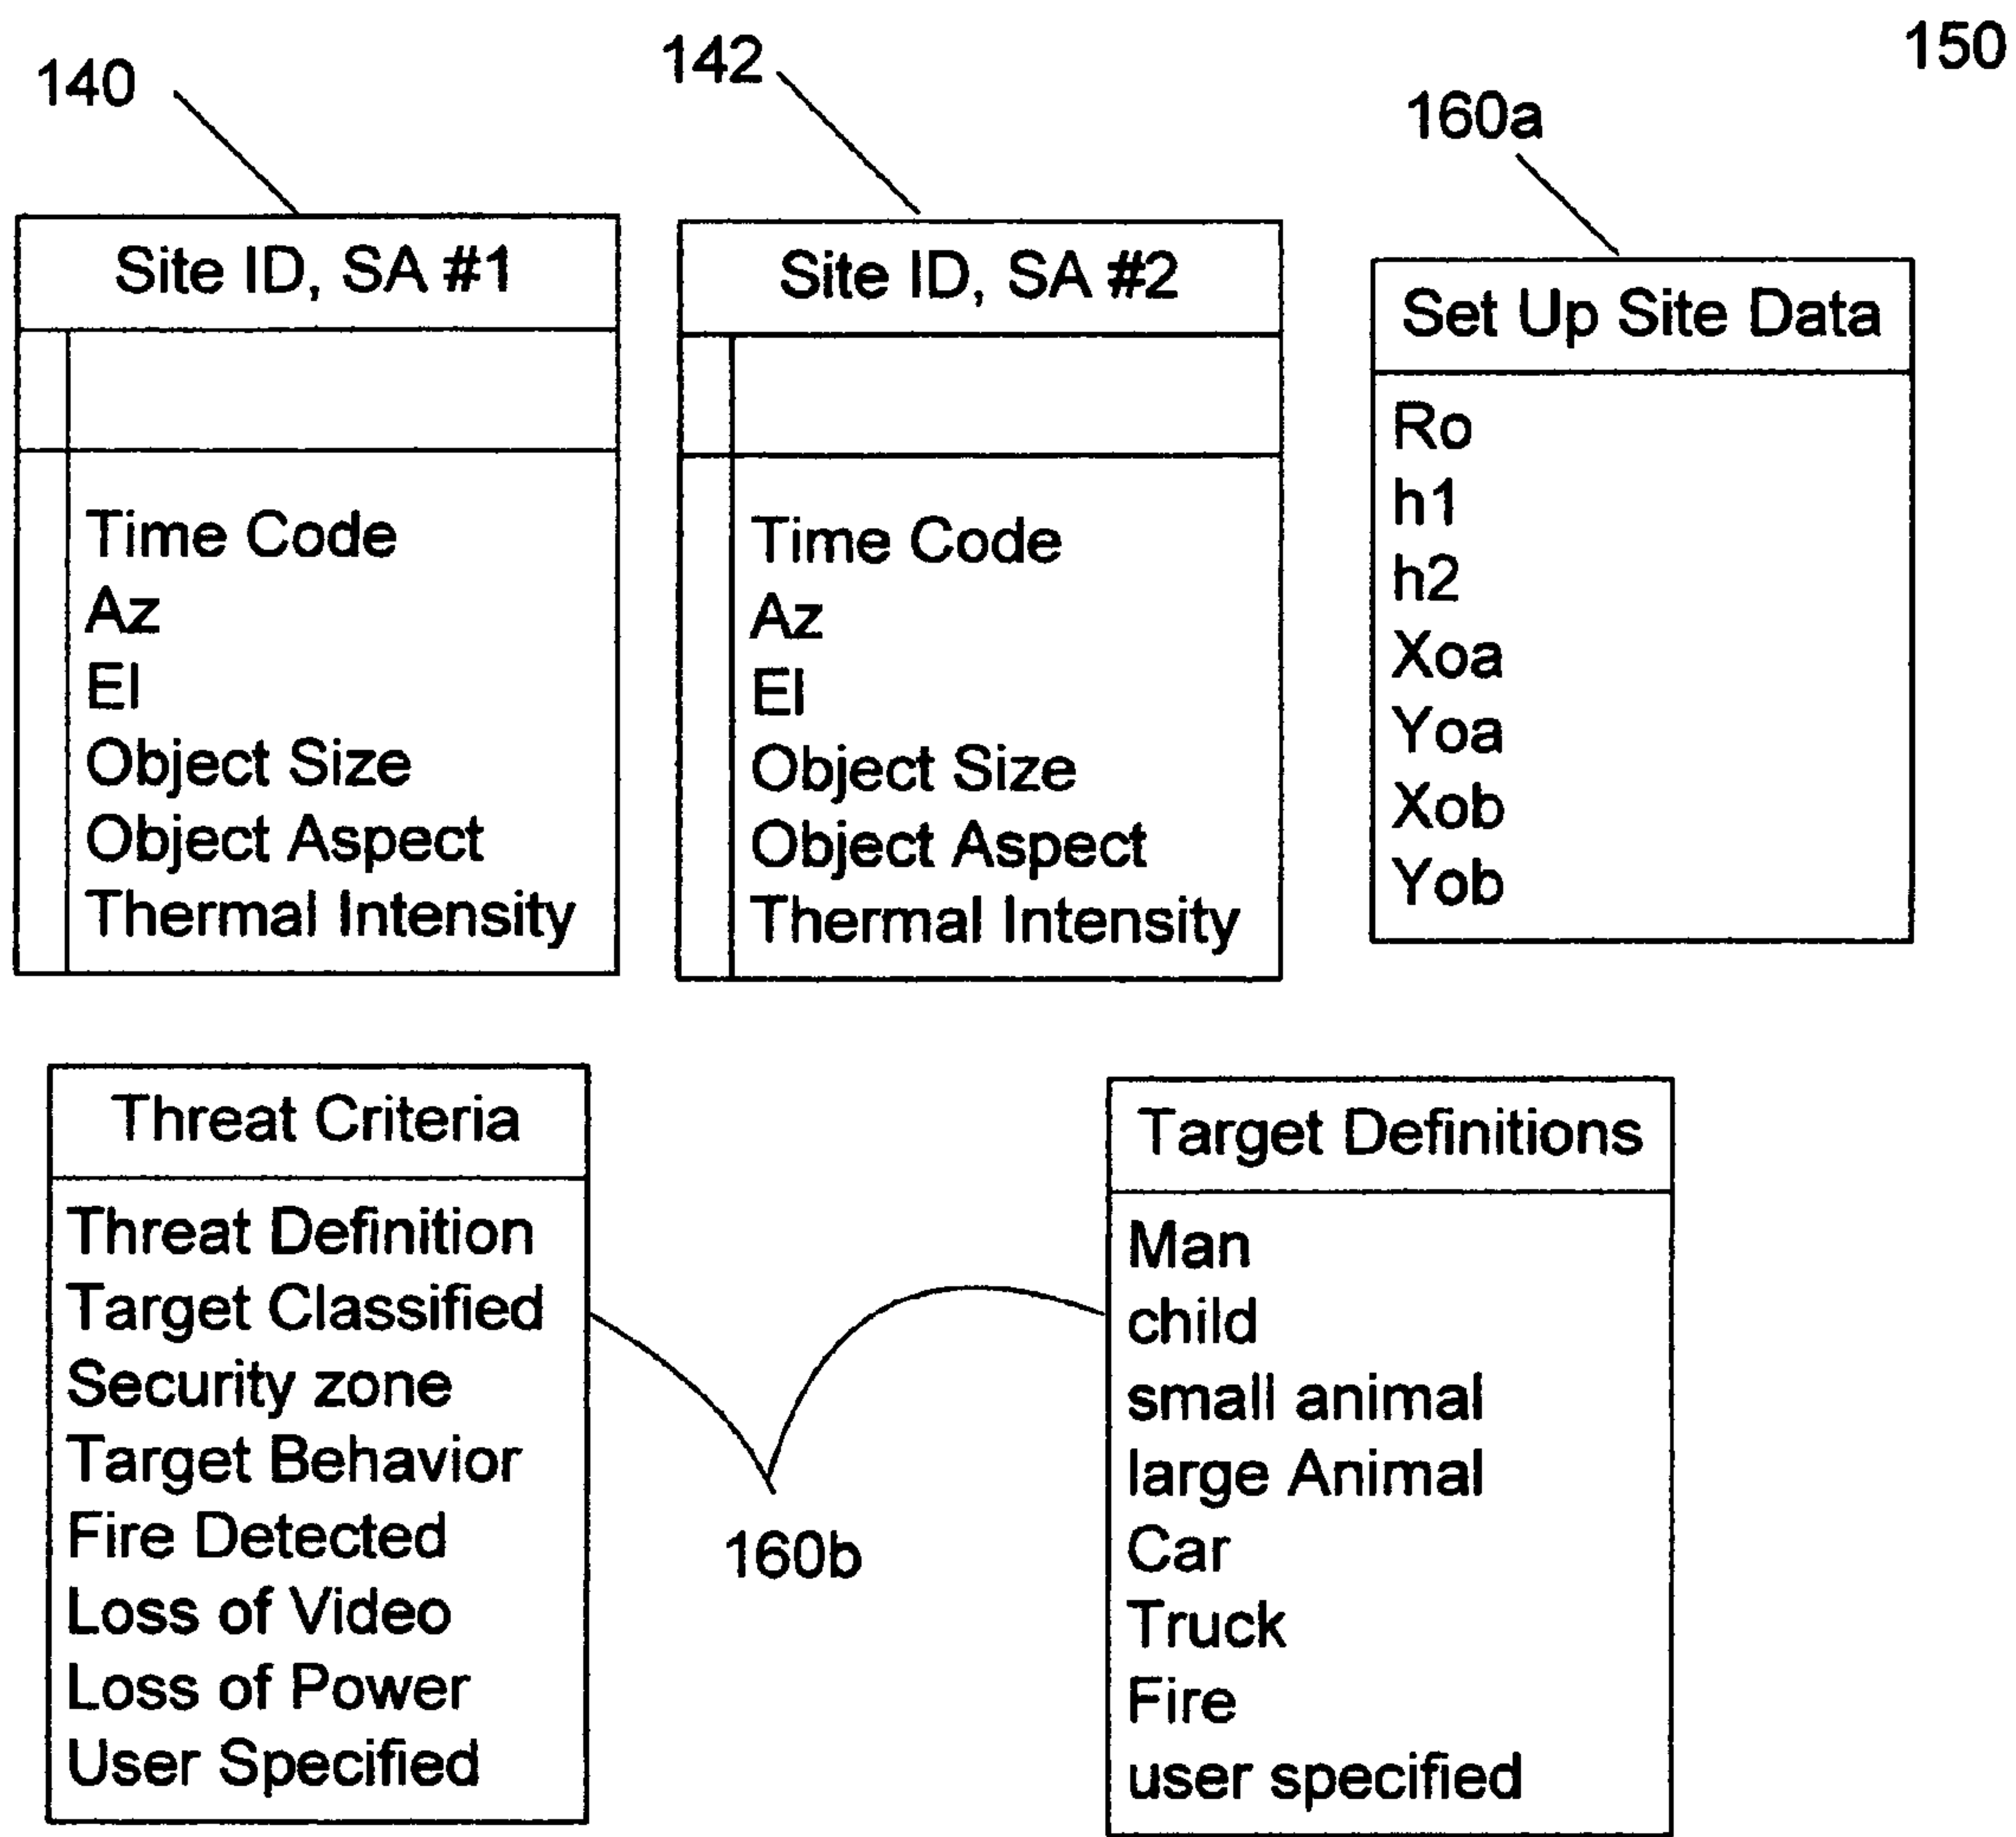 140
142
150
160a
Site ID, SA #1
Time Code
Az
El
Object Size
Object Aspect
Thermal Intensity
Site ID, SA #2
Time Code
Az
El
Object Size
Object Aspect
Thermal Intensity
Set Up Site Data
Ro
h1
h2
Xoa
Yoa
Xob
Yob
Threat Criteria
Threat Definition
Target Classified
Security zone
Target Behavior
Fire Detected
Loss of Video
Loss of Power
User Specified
160b
Target Definitions
Man
child
small animal
large Animal
Car
Truck
Fire
user specified